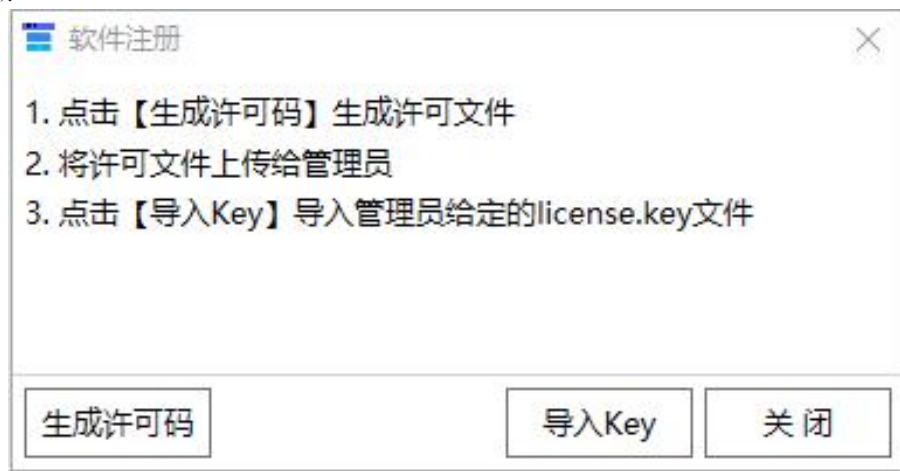 软件注册
1. 点击【生成许可码】生成许可文件
2. 将许可文件上传给管理员
3. 点击【导入Key】导入管理员给定的license.key文件
生成许可码 导入Key 关 闭